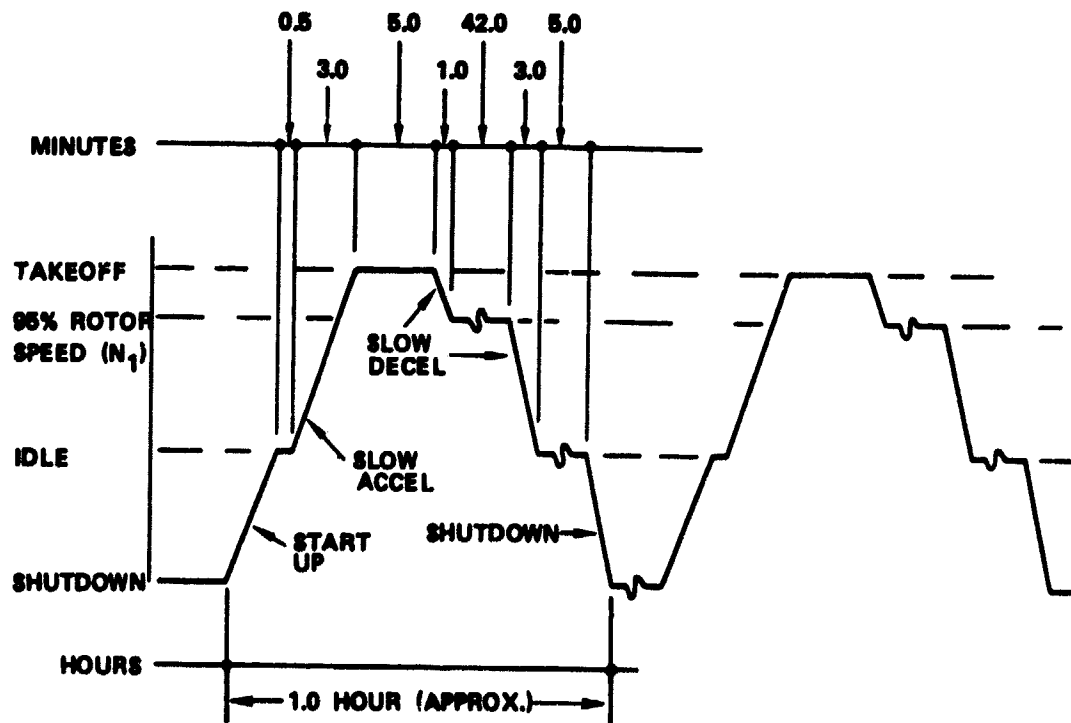 0.5 5.0 42.0 5.0
3.0 1.0 3.0
MINUTES
TAKEOFF
95% ROTOR
SPEED (N1)
SLOW
DECEL
IDLE
SLOW
ACCEL
START
UP
SHUTDOWN
SHUTDOWN
HOURS
1.0 HOUR (APPROX.)